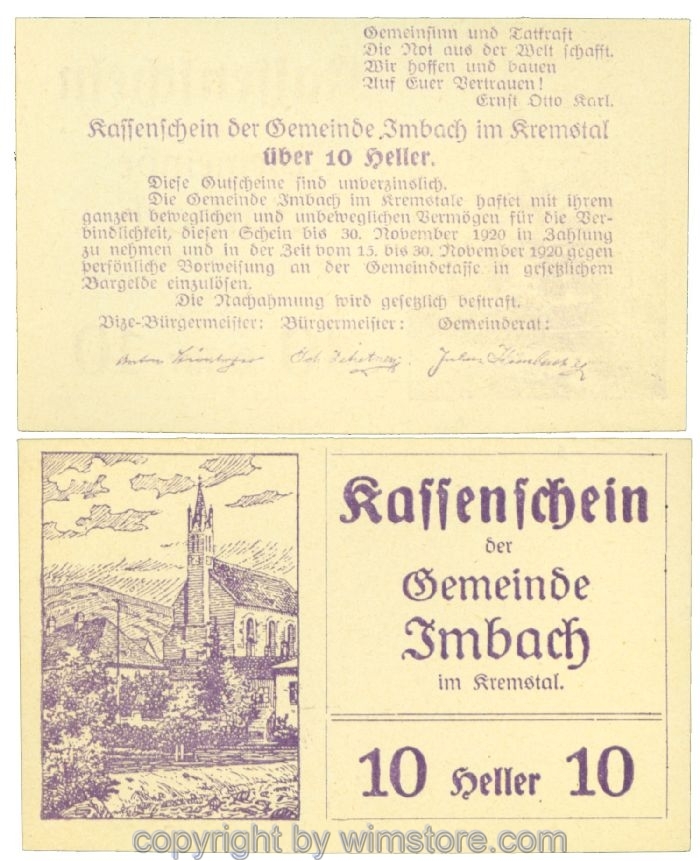 Gemeinsinn und Tatkraft
Die Not aus der Welt schafft.
Wir hoffen und bauen
Auf Euer Vertrauen!
Ernst Otto Karl.
Kassenschein der Gemeinde Imbach im Kremstal
über 10 Heller.
Diese Gutscheine sind unverzinslich.
Die Gemeinde Imbach im Kremstale haftet mit ihrem
ganzen beweglichen und unbeweglichen Vermögen für die Ver-
bindlichkeit, diesen Schein bis 30. November 1920 in Zahlung
zu nehmen und in der Zeit vom 15. bis 30. November 1920 gegen
persönliche Vorweisung an der Gemeindekasse in gesetzlichem
Bargelde einzulösen.
Die Nachahmung wird gesetzlich bestraft.
Vize-Bürgermeister: Bürgermeister: Gemeinderat:
Kassenschein
der
Gemeinde
Imbach
im Kremstal.
10 Heller 10
copyright by wimstore.com